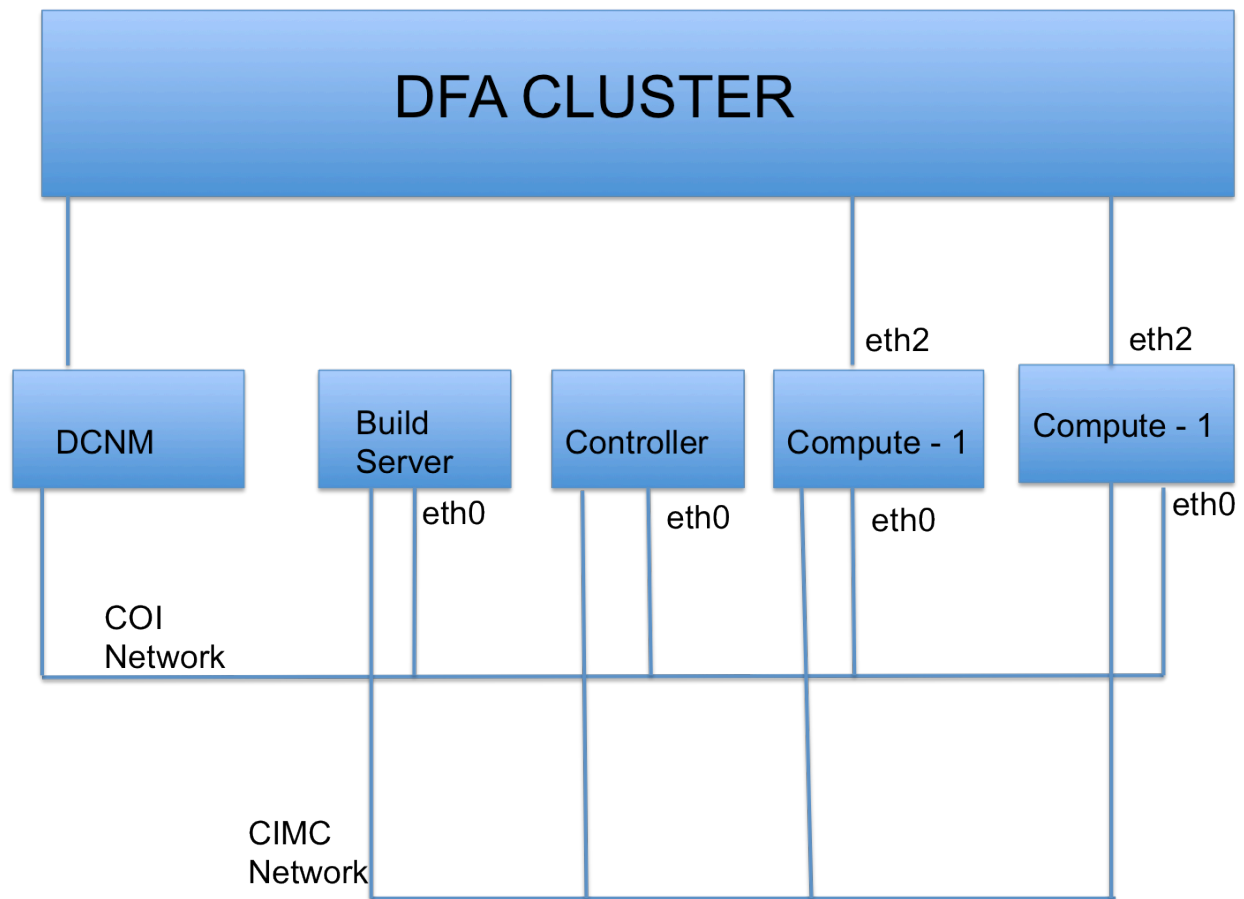 DFA CLUSTER
eth2
eth2
DCNM
Build
Server
Controller
Compute - 1
Compute - 1
eth0
eth0
eth0
eth0
COI
Network
CIMC
Network